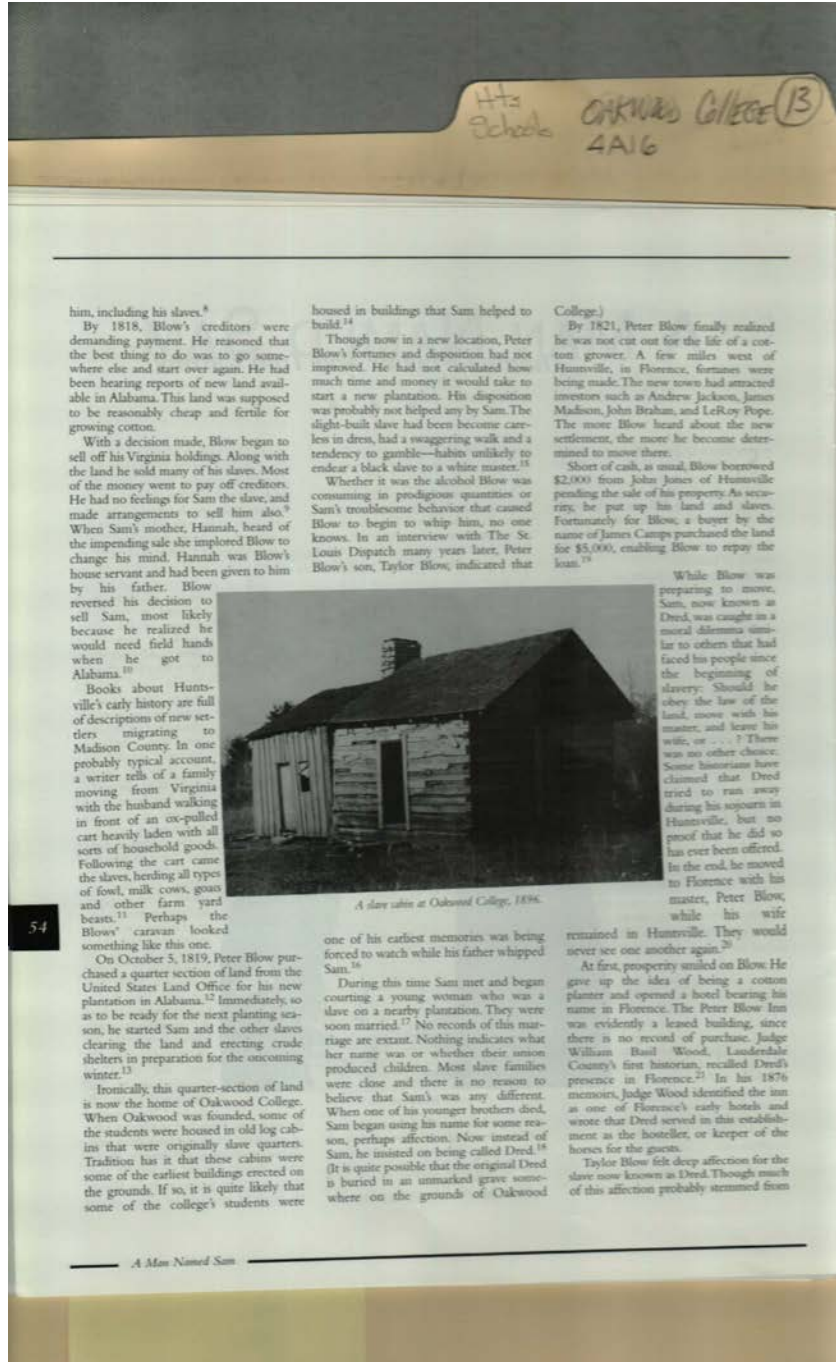 Hts
Schools
OAKWOOD COllEGE 13
4A16
him, including his slaves.8
By 1818, Blow's creditors were
demanding payment. He reasoned that
the best thing to do was to go some-
where else and start over again. He had
been hearing reports of new land avail-
able in Alabama. This land was supposed
to be reasonably cheap and fertile for
growing cotton.
With a decision made, Blow began to
sell off his Virginia holdings. Along with
the land he sold many of his slaves. Most
of the money went to pay off creditors.
He had no feelings for Sam the slave, and
made arrangements to sell him also.9
When Sam's mother, Hannah, heard of
the impending sale she implored Blow to
change his mind. Hannah was Blow's
house servant and had been given to him
by his father. Blow
reversed his decision to
sell Sam, most likely
because he realized he
would need field hands
when he got to
Alabama.10
Books about Hunts-
ville's early history are full
of descriptions of new set-
tlers migrating to
Madison County. In one
probably typical account,
a writer tells of a family
moving from Virginia
with the husband walking
in front of an ox-pulled
cart heavily laden with all
sorts of household goods.
Following the cart came
the slaves, herding all types
of fowl, milk cows, goats
and other farm yard
beasts.11 Perhaps the
Blows' caravan looked
something like this one.
On October 5, 1819, Peter Blow pur-
chased a quarter section of land from the
United States Land Office for his new
plantation in Alabama.12 Immediately, so
as to be ready for the next planting sea-
son, he started Sam and the other slaves
clearing the land and erecting crude
shelters in preparation for the oncoming
winter.13
Ironically, this quarter-section of land
is now the home of Oakwood College.
When Oakwood was founded, some of
the students were housed in old log cab-
ins that were originally slave quarters.
Tradition has it that these cabins were
some of the earliest buildings erected on
the grounds. If so, it is quite likely that
some of the college's students were
housed in buildings that Sam helped to
build.14
Though now in a new location, Peter
Blow's fortunes and disposition had not
improved. He had not calculated how
much time and money it would take to
start a new plantation. His disposition
was probably not helped any by Sam. The
slight-built slave had been become care-
less in dress, had a swaggering walk and a
tendency to gamble—habits unlikely to
endear a black slave to a white master.15
Whether it was the alcohol Blow was
consuming in prodigious quantities or
Sam's troublesome behavior that caused
Blow to begin to whip him, no one
knows. In an interview with The St.
Louis Dispatch many years later, Peter
Blow's son, Taylor Blow, indicated that
A slave cabin at Oakwood College, 1896.
one of his earliest memories was being
forced to watch while his father whipped
Sam.16
During this time Sam met and began
courting a young woman who was a
slave on a nearby plantation. They were
soon married.17 No records of this mar-
riage are extant. Nothing indicates what
her name was or whether their union
produced children. Most slave families
were close and there is no reason to
believe that Sam's was any different.
When one of his younger brothers died,
Sam began using his name for some rea-
son, perhaps affection. Now instead of
Sam, he insisted on being called Dred.18
(It is quite possible that the original Dred
is buried in an unmarked grave some-
where on the grounds of Oakwood
College.)
By 1821, Peter Blow finally realized
he was not cut out for the life of a cot-
ton grower. A few miles west of
Huntsville, in Florence, fortunes were
being made. The new town had attracted
investors such as Andrew Jackson, James
Madison, John Brahan, and LeRoy Pope.
The more Blow heard about the new
settlement, the more he become deter-
mined to move there.
Short of cash, as usual, Blow borrowed
$2,000 from John Jones of Huntsville
pending the sale of his property. As secu-
rity, he put up his land and slaves.
Fortunately for Blow, a buyer by the
name of James Camps purchased the land
for $5,000, enabling Blow to repay the
loan.19
While Blow was
preparing to move,
Sam, now known as
Dred, was caught in a
moral dilemma simi-
lar to others that had
faced his people since
the beginning of
slavery: Should he
obey the law of the
land, move with his
master, and leave his
wife, or . . . ? There
was no other choice.
Some historians have
claimed that Dred
tried to run away
during his sojourn in
Huntsville, but no
proof that he did so
has ever been offered.
In the end, he moved
to Florence with his
master, Peter Blow,
while his wife
remained in Huntsville. They would
never see one another again.20
At first, prosperity smiled on Blow. He
gave up the idea of being a cotton
planter and opened a hotel bearing his
name in Florence. The Peter Blow Inn
was evidently a leased building, since
there is no record of purchase. Judge
William Basil Wood, Lauderdale
County's first historian, recalled Dred's
presence in Florence.21 In his 1876
memoirs, Judge Wood identified the inn
as one of Florence's early hotels and
wrote that Dred served in this establish-
ment as the hosteller, or keeper of the
horses for the guests.
Taylor Blow felt deep affection for the
slave now known as Dred. Though much
of this affection probably stemmed from
54
A Man Named Sam